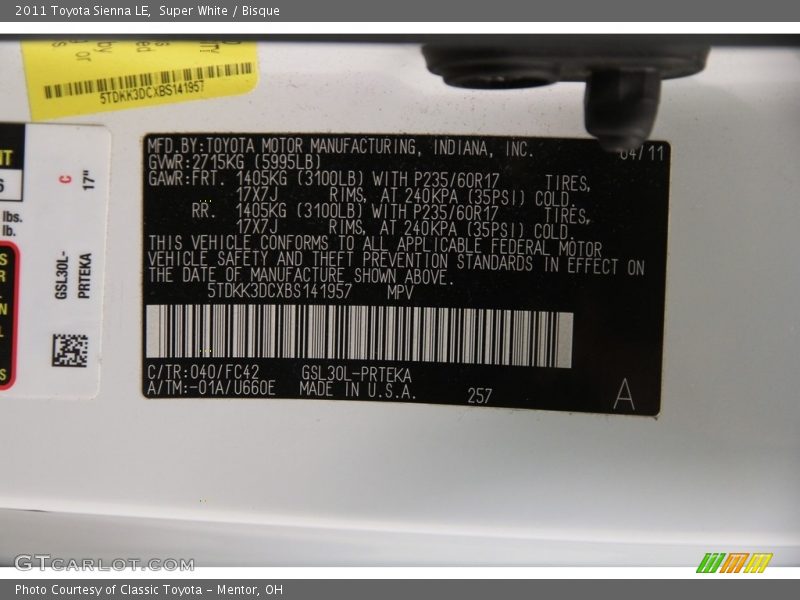 2011 Toyota Sienna LE, Super White / Bisque
5TDKK3DCXBS141957
MFD.BY:TOYOTA MOTOR MANUFACTURING, INDIANA, INC. 04/11
GVWR:2715KG (5995LB)
GAWR:FRT. 1405KG (3100LB) WITH P235/60R17 TIRES,
17X7J RIMS, AT 240KPA (35PSI) COLD.
RR. 1405KG (3100LB) WITH P235/60R17 TIRES,
17X7J RIMS, AT 240KPA (35PSI) COLD.
THIS VEHICLE CONFORMS TO ALL APPLICABLE FEDERAL MOTOR
VEHICLE SAFETY AND THEFT PREVENTION STANDARDS IN EFFECT ON
THE DATE OF MANUFACTURE SHOWN ABOVE.
5TDKK3DCXBS141957 MPV
C/TR:040/FC42 GSL30L-PRTEKA
A/TM:-01A/U660E MADE IN U.S.A. 257 A
C 17"
GSL30L-
PRTEKA
lbs.
lb.
GTCarLot.com
Photo Courtesy of Classic Toyota - Mentor, OH